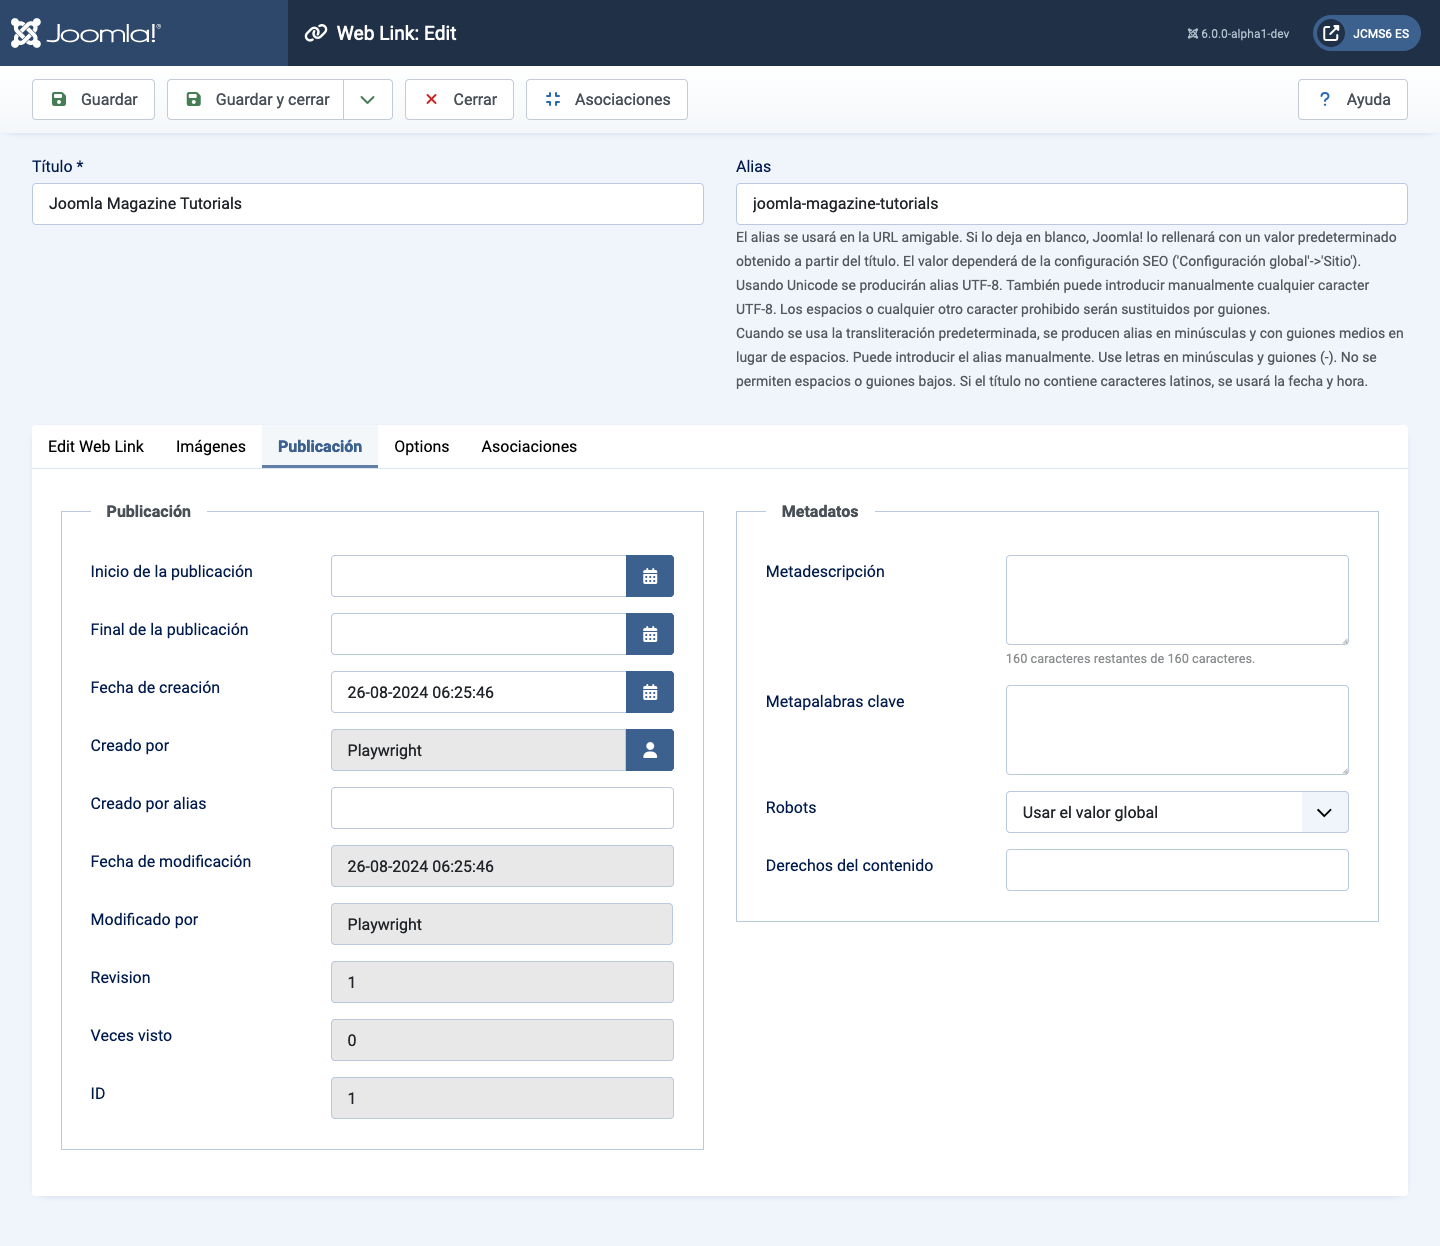 Joomla!®
Web Link: Edit
6.0.0-alpha1-dev
JCMS6 ES
Guardar
Guardar y cerrar
Cerrar
Asociaciones
? Ayuda
Título *
Joomla Magazine Tutorials
Alias
joomla-magazine-tutorials
El alias se usará en la URL amigable. Si lo deja en blanco, Joomla! lo rellenará con un valor predeterminado
obtenido a partir del título. El valor dependerá de la configuración SEO ('Configuración global'->'Sitio').
Usando Unicode se producirán alias UTF-8. También puede introducir manualmente cualquier caracter
UTF-8. Los espacios o cualquier otro caracter prohibido serán sustituidos por guiones.
Cuando se usa la transliteración predeterminada, se producen alias en minúsculas y con guiones medios en
lugar de espacios. Puede introducir el alias manualmente. Use letras en minúsculas y guiones (-). No se
permiten espacios o guiones bajos. Si el título no contiene caracteres latinos, se usará la fecha y hora.
Edit Web Link
Imágenes
Publicación
Options
Asociaciones
Publicación
Inicio de la publicación
Final de la publicación
Fecha de creación
26-08-2024 06:25:46
Creado por
Playwright
Creado por alias
Fecha de modificación
26-08-2024 06:25:46
Modificado por
Playwright
Revision
1
Veces visto
0
ID
1
Metadatos
Metadescripción
160 caracteres restantes de 160 caracteres.
Metapalabras clave
Robots
Usar el valor global
Derechos del contenido